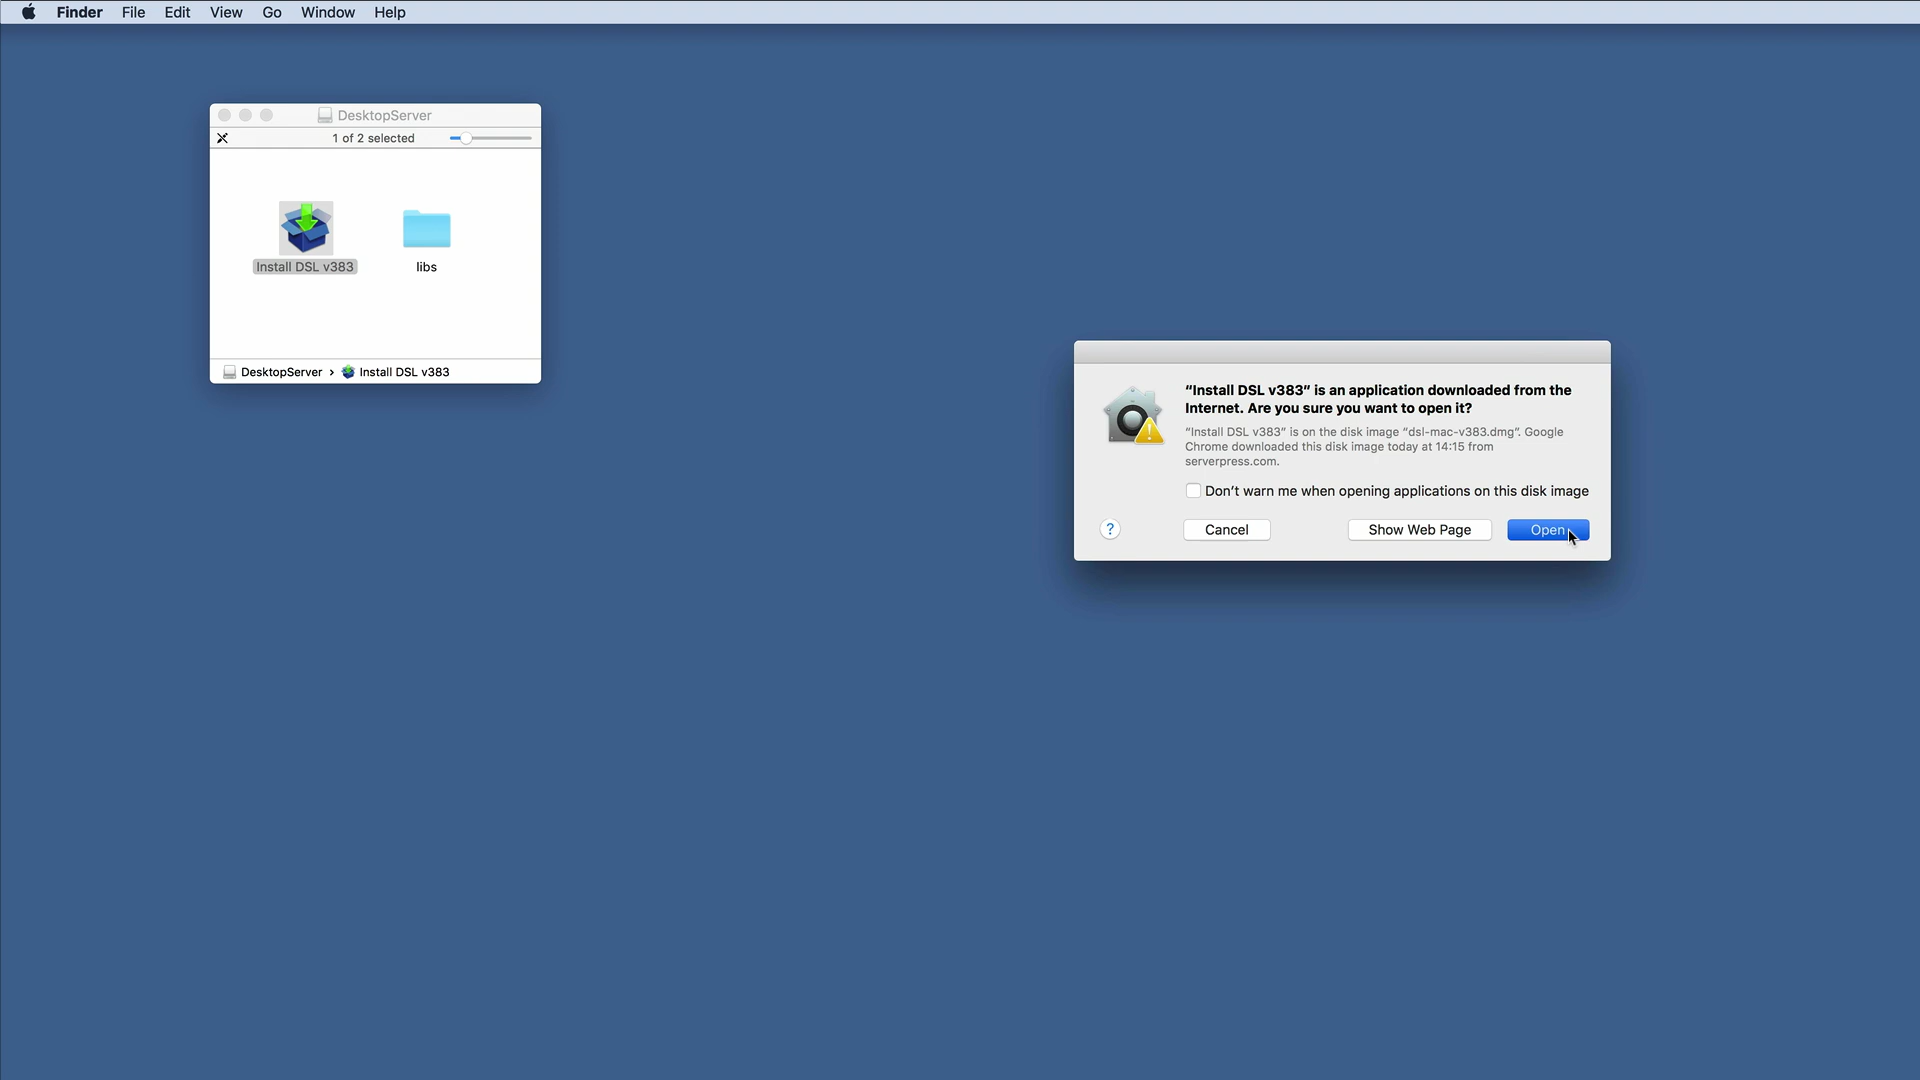 Finder File Edit View Go Window Help
DesktopServer
1 of 2 selected
Install DSL v383
libs
DesktopServer › Install DSL v383
“Install DSL v383” is an application downloaded from the
Internet. Are you sure you want to open it?
“Install DSL v383” is on the disk image “dsl-mac-v383.dmg”. Google
Chrome downloaded this disk image today at 14:15 from
serverpress.com.
Don’t warn me when opening applications on this disk image
? Cancel Show Web Page Open